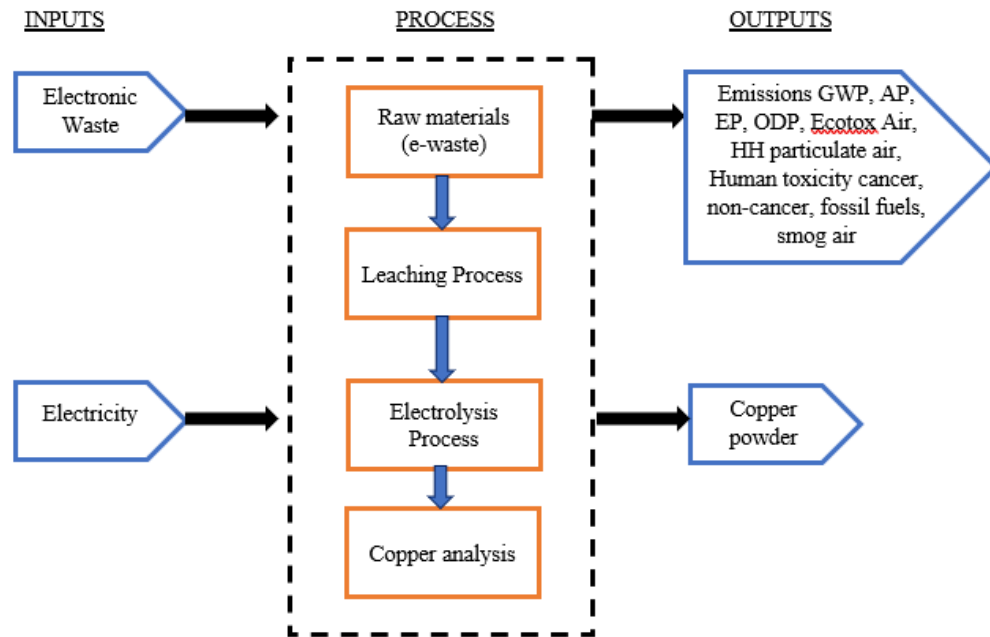 INPUTS
PROCESS
OUTPUTS
Electronic
Waste
Raw materials
(e-waste)
Emissions GWP, AP,
EP, ODP, Ecotox Air,
HH particulate air,
Human toxicity cancer,
non-cancer, fossil fuels,
smog air
Leaching Process
Electricity
Electrolysis
Process
Copper
powder
Copper analysis